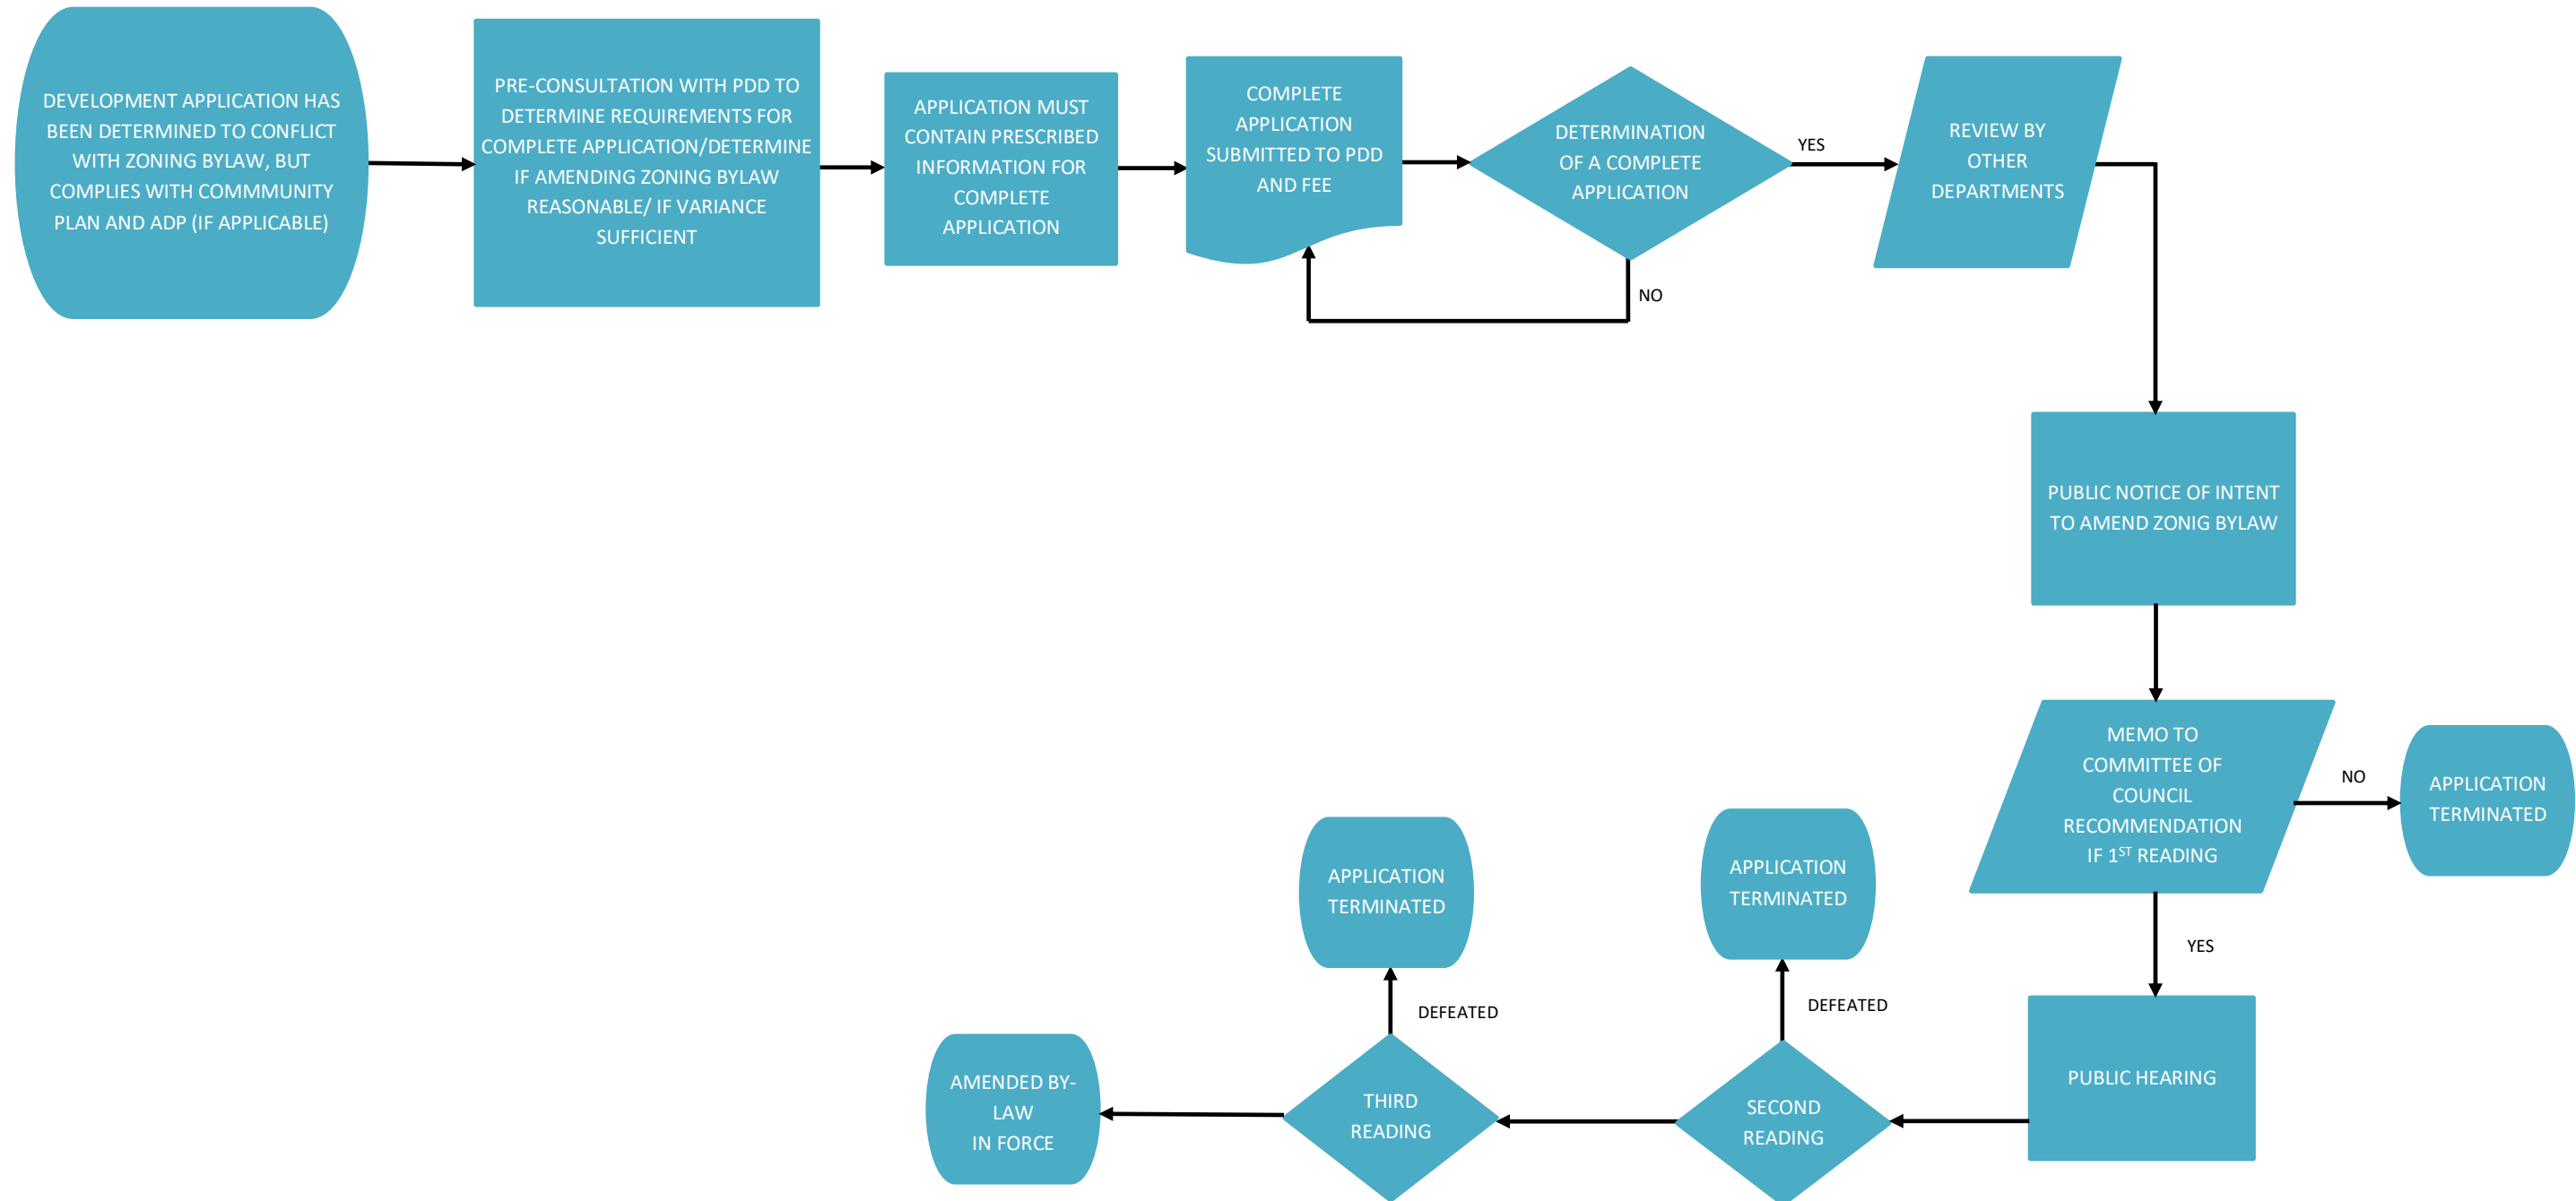 DEVELOPMENT APPLICATION HAS
BEEN DETERMINED TO CONFLICT
WITH ZONING BYLAW, BUT
COMPLIES WITH COMMMUNITY
PLAN AND ADP (IF APPLICABLE)
PRE-CONSULTATION WITH PDD TO
DETERMINE REQUIREMENTS FOR
COMPLETE APPLICATION/DETERMINE
IF AMENDING ZONING BYLAW
REASONABLE/ IF VARIANCE
SUFFICIENT
APPLICATION MUST
CONTAIN PRESCRIBED
INFORMATION FOR
COMPLETE
APPLICATION
COMPLETE
APPLICATION
SUBMITTED TO PDD
AND FEE
DETERMINATION
OF A COMPLETE
APPLICATION
YES
NO
REVIEW BY
OTHER
DEPARTMENTS
PUBLIC NOTICE OF INTENT
TO AMEND ZONIG BYLAW
MEMO TO
COMMITTEE OF
COUNCIL
RECOMMENDATION
IF 1ST READING
NO
APPLICATION
TERMINATED
YES
PUBLIC HEARING
SECOND
READING
DEFEATED
APPLICATION
TERMINATED
THIRD
READING
DEFEATED
APPLICATION
TERMINATED
AMENDED BY-
LAW
IN FORCE